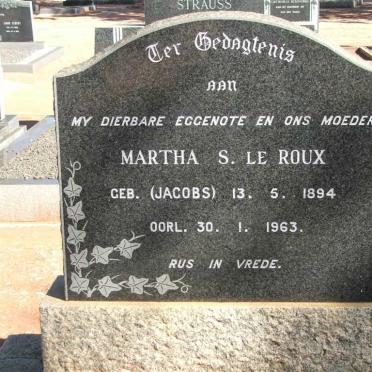 STRAUSS
Ter Gedagtenis
AAN
MY DIERBARE EGGENOTE EN ONS MOEDER
MARTHA S. LE ROUX
GEB. (JACOBS) 13. 5. 1894
OORL. 30. 1. 1963.
RUS IN VREDE.